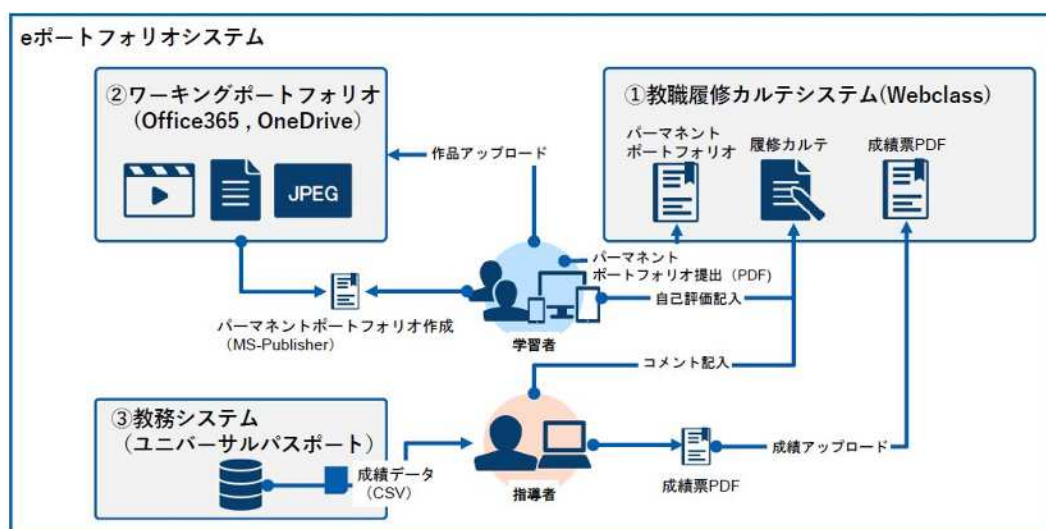 eポートフォリオシステム
②ワーキングポートフォリオ
(Office365 , OneDrive)
JPEG
作品アップロード
①教職履修カルテシステム(Webclass)
パーマネント
ポートフォリオ
履修カルテ
成績票PDF
パーマネント
ポートフォリオ提出（PDF)
自己評価記入
パーマネントポートフォリオ作成
（MS-Publisher）
学習者
コメント記入
③教務システム
（ユニバーサルパスポート）
成績データ
（CSV）
指導者
成績票PDF
成績アップロード